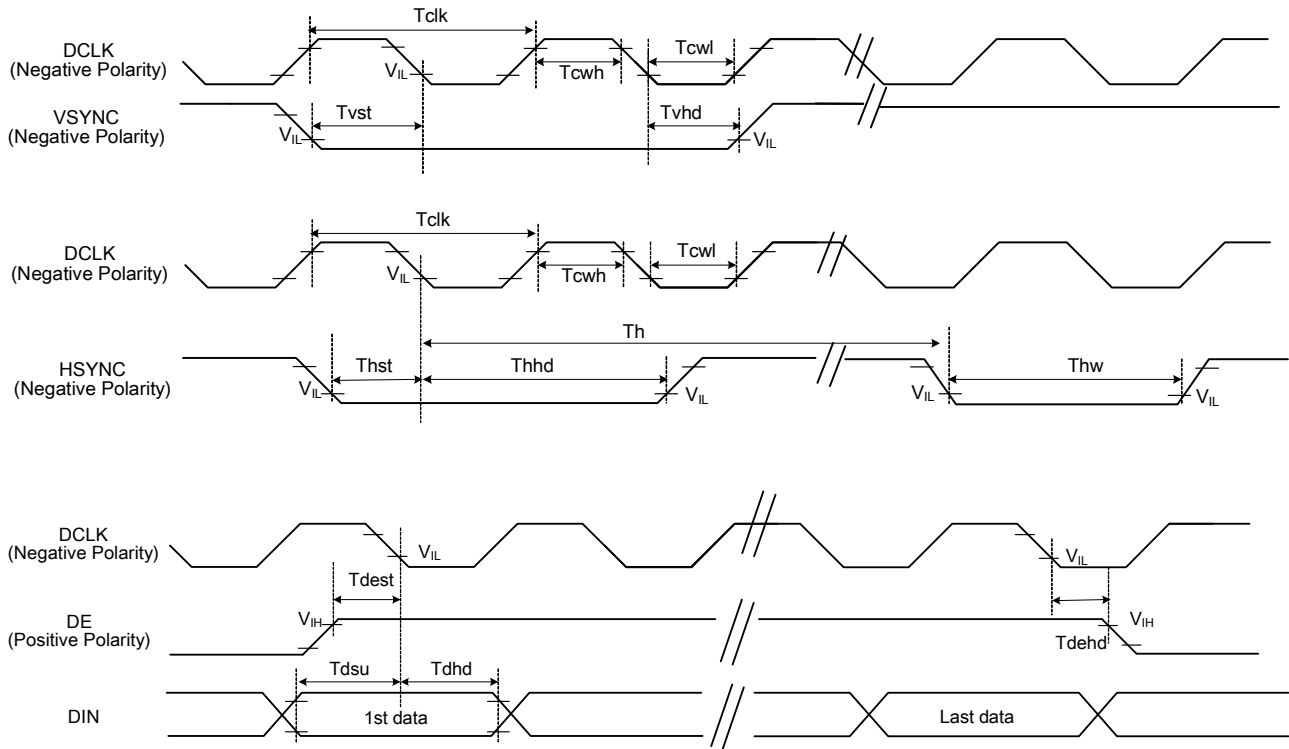 Tclk
DCLK
(Negative Polarity)
VIL
Tcwh
Tcwl
VSYNC
(Negative Polarity)
VIL
Tvst
Tvhd
VIL
Tclk
DCLK
(Negative Polarity)
VIL
Tcwh
Tcwl
Th
HSYNC
(Negative Polarity)
Thst
Thhd
Thw
VIL
VIL
VIL
VIL
DCLK
(Negative Polarity)
VIL
VIL
Tdest
DE
(Positive Polarity)
VIH
VIH
Tdehd
Tdsu
Tdhd
DIN
1st data
Last data